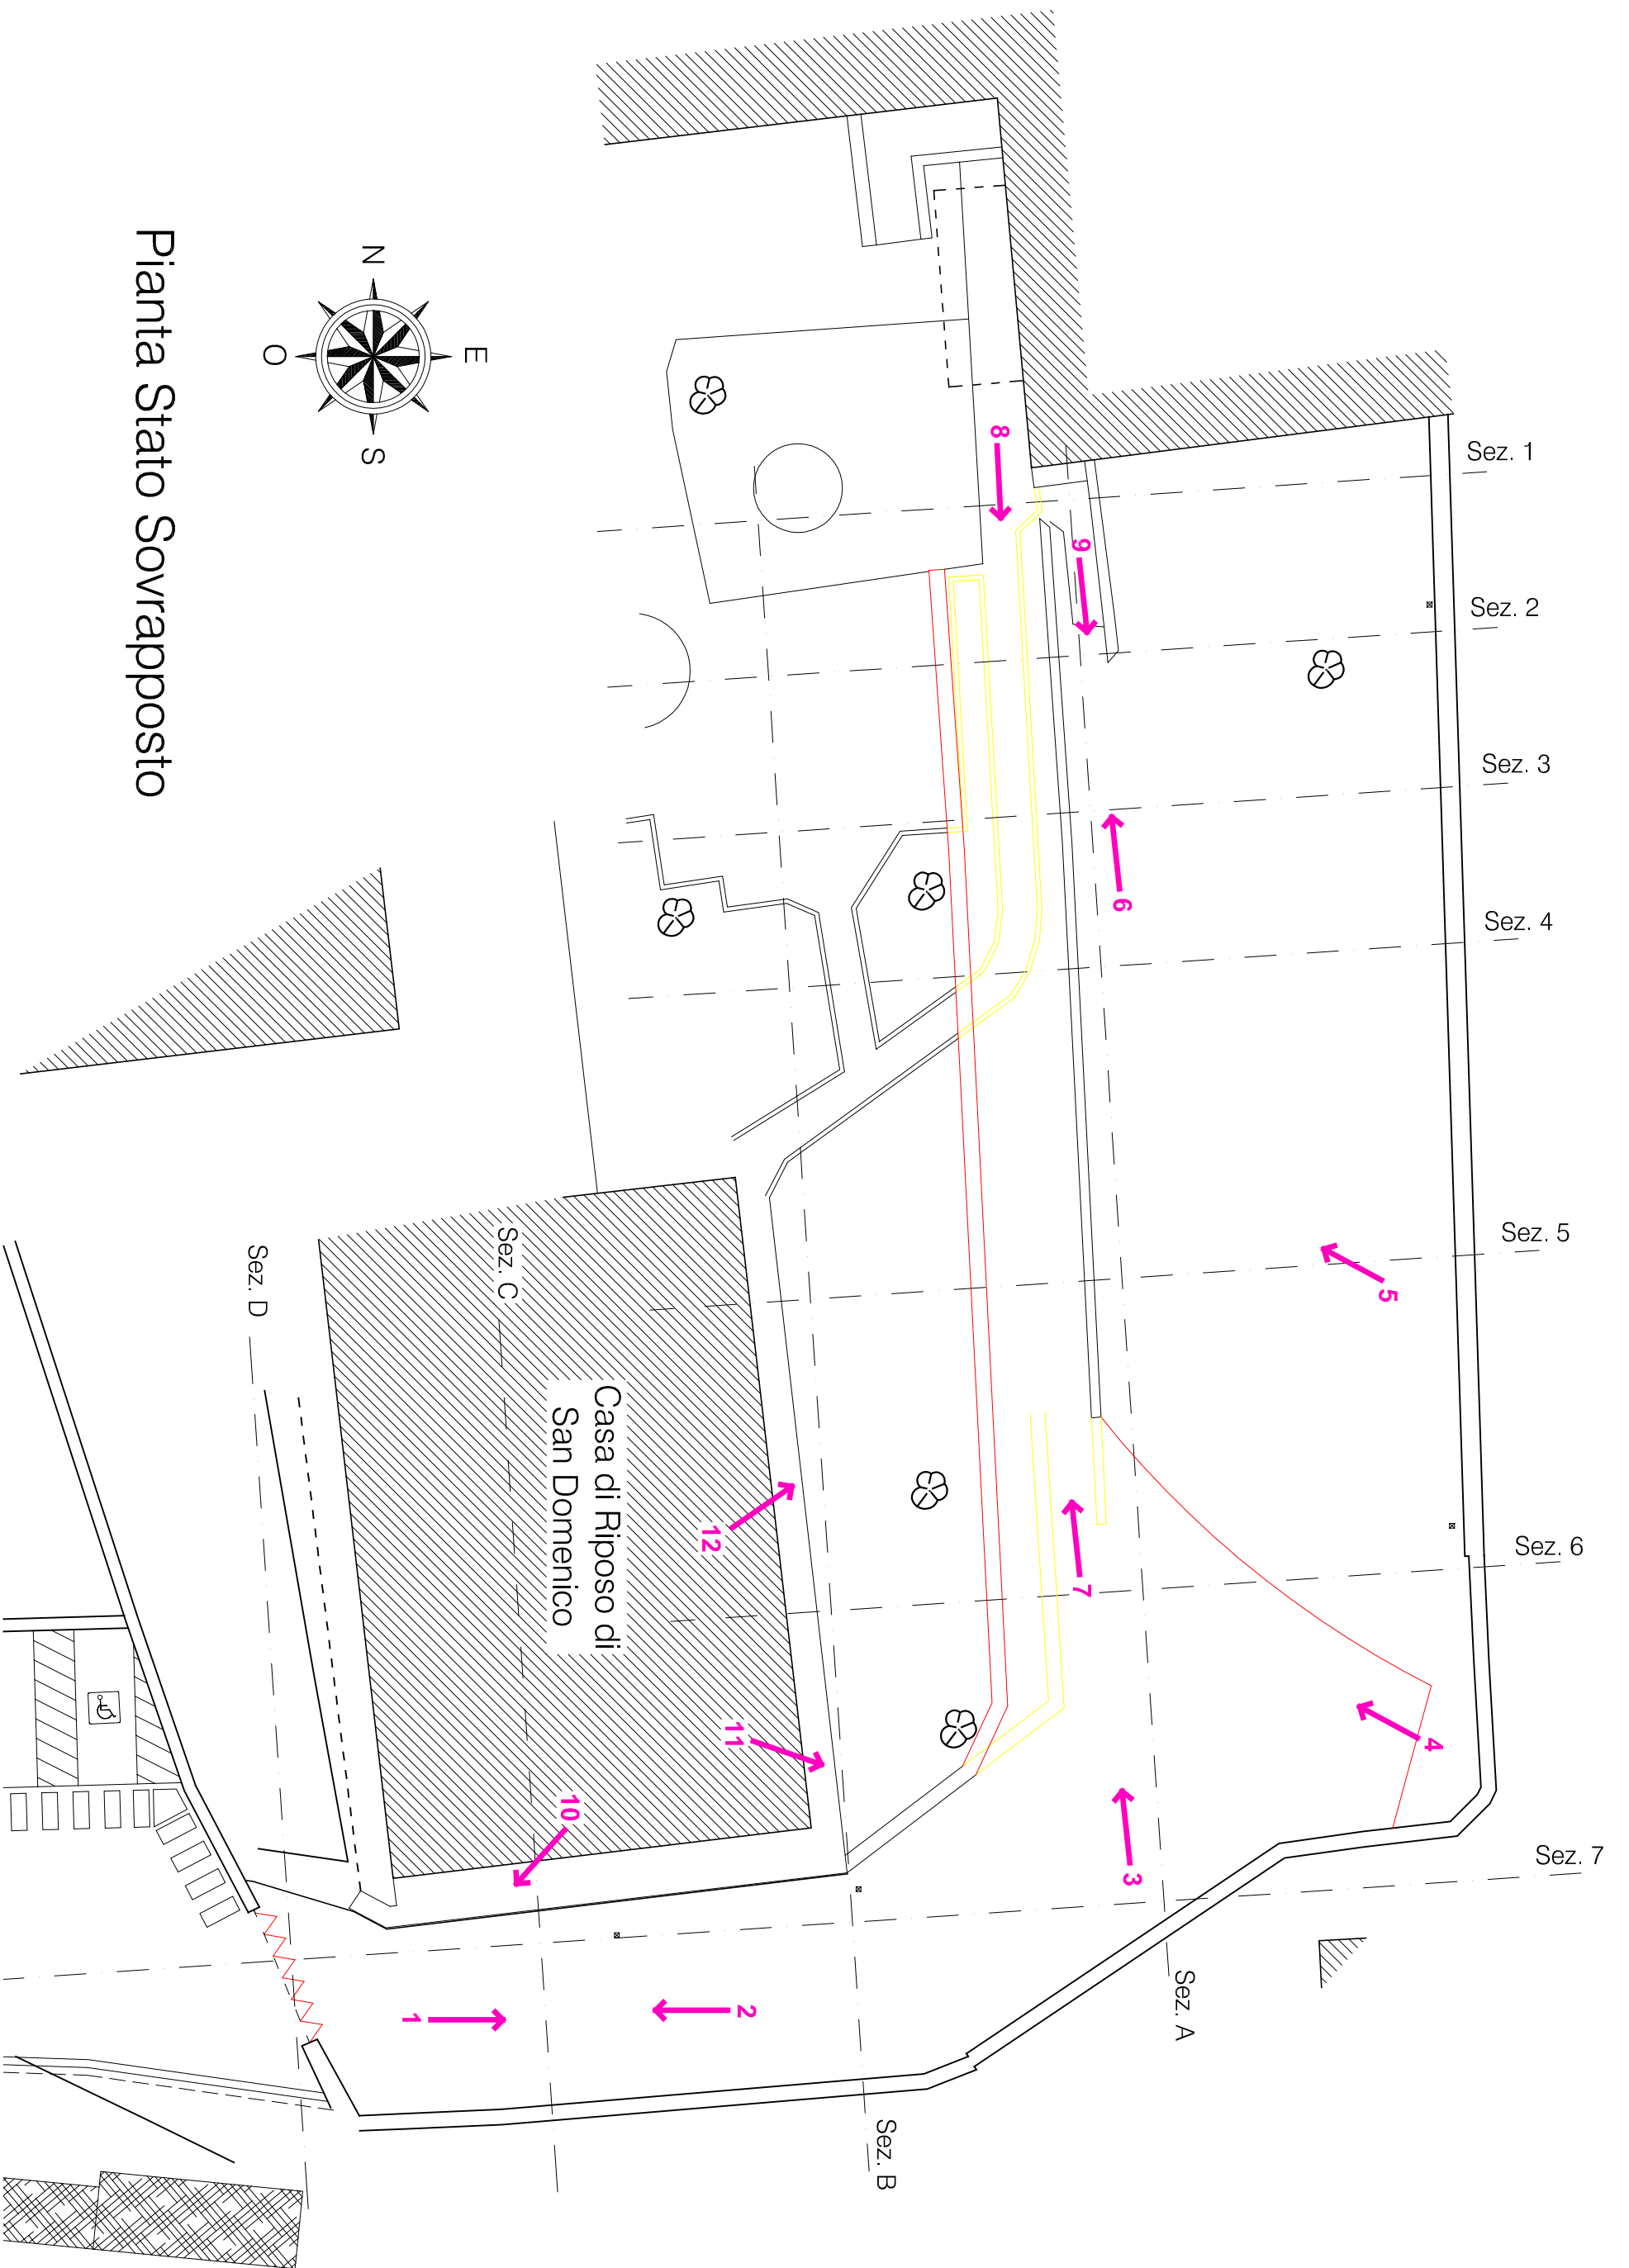 Pianta Stato Sovrapposto
N
E
S
O
Sez. 1
Sez. 2
Sez. 3
Sez. 4
Sez. 5
Sez. 6
Sez. 7
Sez. A
Sez. B
Sez. C
Sez. D
Casa di Riposo di
San Domenico
8
9
6
5
7
4
3
12
11
10
1
2